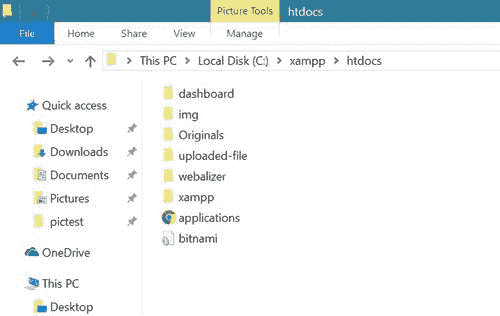 Picture Tools htdocs
File Home Share View Manage
This PC Local Disk (C:) xampp htdocs
Quick access
Desktop
Downloads
Documents
Pictures
pictest
OneDrive
This PC
Desktop
dashboard
img
Originals
uploaded-file
webalizer
xampp
applications
bitnami